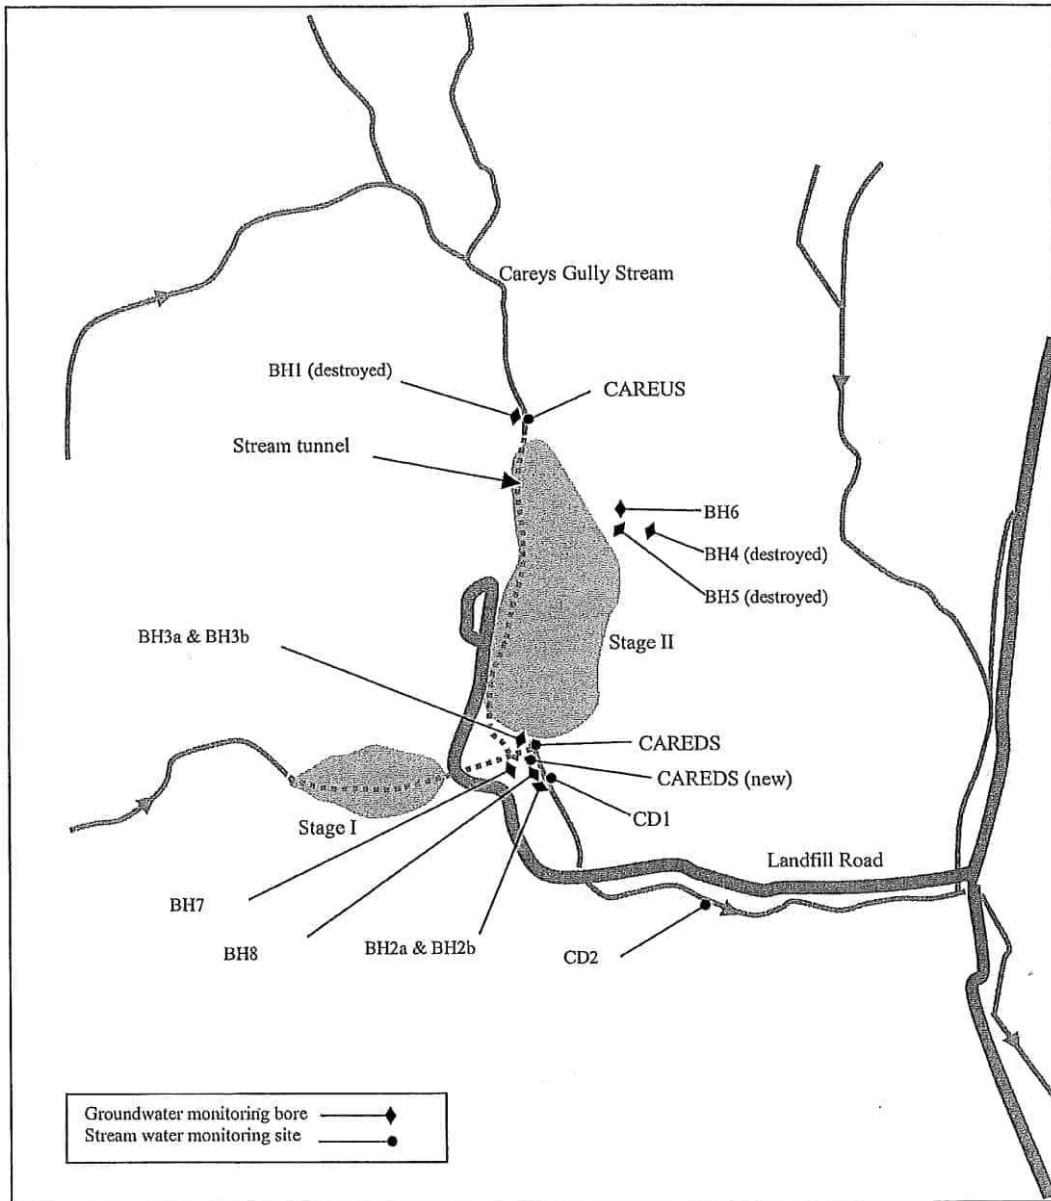 Careys Gully Stream
BH1 (destroyed)
CAREUS
Stream tunnel
BH6
BH4 (destroyed)
BH5 (destroyed)
BH3a & BH3b
Stage II
CAREDS
CAREDS (new)
CD1
Stage I
Landfill Road
BH7
BH8
BH2a & BH2b
CD2
Groundwater monitoring bore
Stream water monitoring site